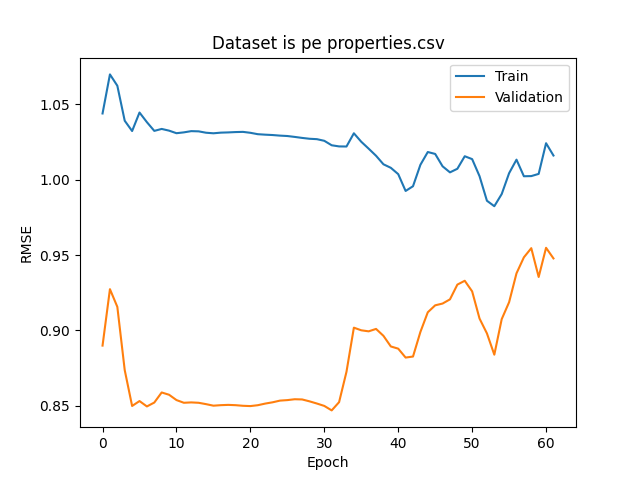 Dataset is pe properties.csv
Train
Validation
RMSE
1.05
1.00
0.95
0.90
0.85
0 10 20 30 40 50 60
Epoch